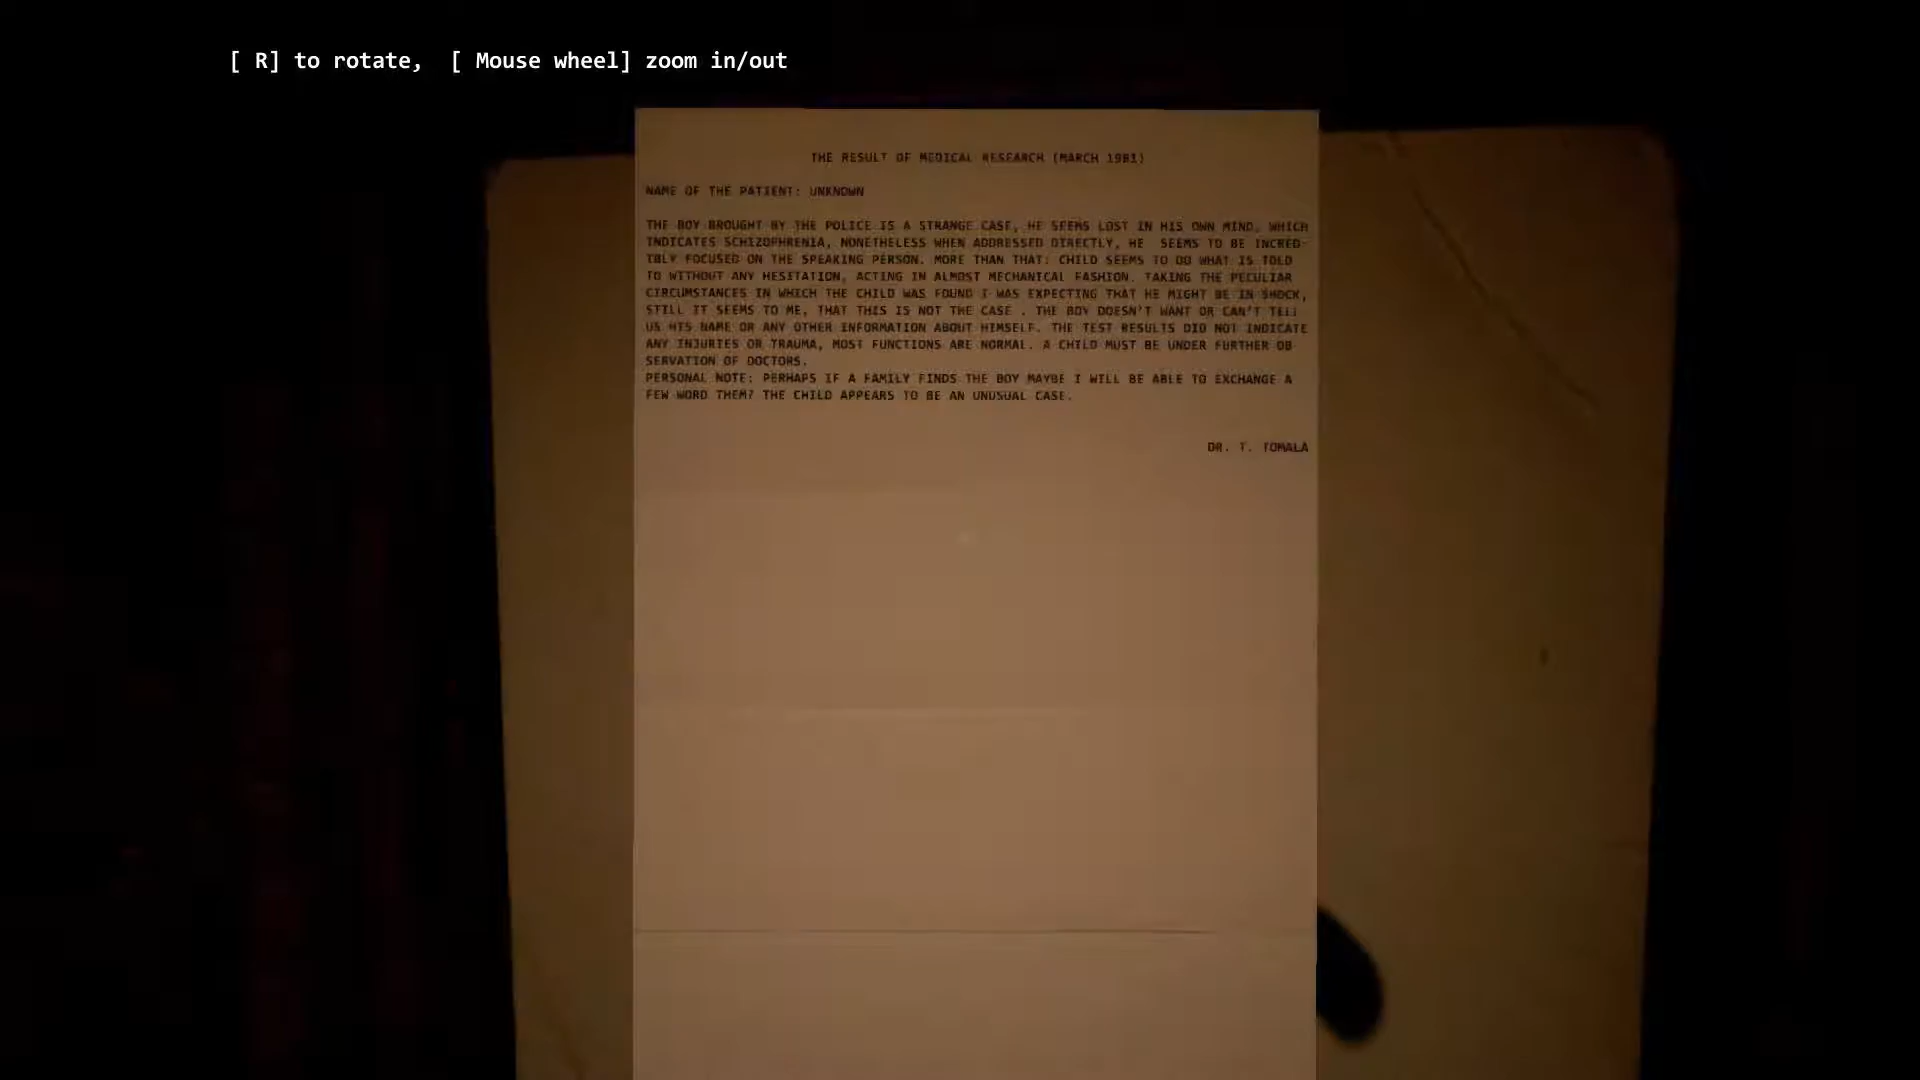 [ R] to rotate,  [ Mouse wheel] zoom in/out
THE RESULT OF MEDICAL RESEARCH (MARCH 1981)
NAME OF THE PATIENT: UNKNOWN
THE BOY BROUGHT BY THE POLICE IS A STRANGE CASE, HE SEEMS LOST IN HIS OWN MIND, WHICH
INDICATES SCHIZOPHRENIA, NONETHELESS WHEN ADDRESSED DIRECTLY, HE  SEEMS TO BE INCRED-
IBLY FOCUSED ON THE SPEAKING PERSON. MORE THAN THAT: CHILD SEEMS TO DO WHAT IS TOLD
TO WITHOUT ANY HESITATION, ACTING IN ALMOST MECHANICAL FASHION. TAKING THE PECULIAR
CIRCUMSTANCES IN WHICH THE CHILD WAS FOUND I WAS EXPECTING THAT HE MIGHT BE IN SHOCK,
STILL IT SEEMS TO ME, THAT THIS IS NOT THE CASE . THE BOY DOESN'T WANT OR CAN'T TELL
US HIS NAME OR ANY OTHER INFORMATION ABOUT HIMSELF. THE TEST RESULTS DID NOT INDICATE
ANY INJURIES OR TRAUMA, MOST FUNCTIONS ARE NORMAL. A CHILD MUST BE UNDER FURTHER OB-
SERVATION OF DOCTORS.
PERSONAL NOTE: PERHAPS IF A FAMILY FINDS THE BOY MAYBE I WILL BE ABLE TO EXCHANGE A
FEW WORD THEM? THE CHILD APPEARS TO BE AN UNUSUAL CASE.
DR. T. TOMALA